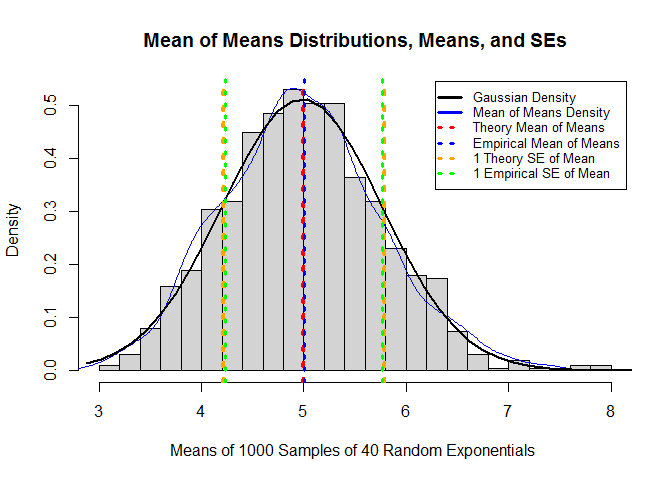 Mean of Means Distributions, Means, and SEs
Gaussian Density
Mean of Means Density
Theory Mean of Means
Empirical Mean of Means
1 Theory SE of Mean
1 Empirical SE of Mean
Density
0.5
0.4
0.3
0.2
0.1
0.0
3 4 5 6 7 8
Means of 1000 Samples of 40 Random Exponentials